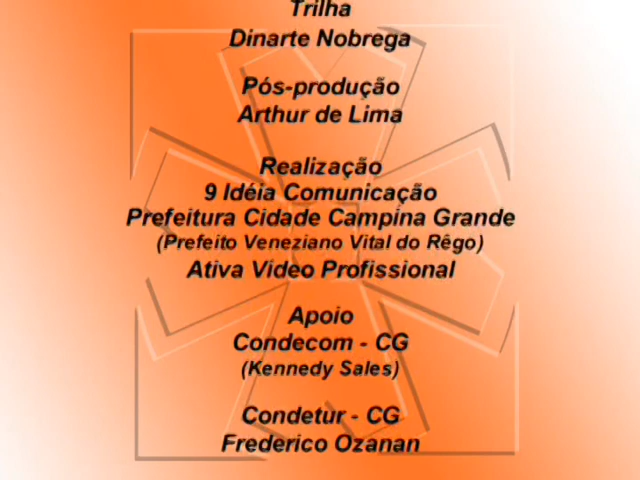 Trilha
Dinarte Nobrega
Pós-produção
Arthur de Lima
Realização
9 Idéia Comunicação
Prefeitura Cidade Campina Grande
(Prefeito Veneziano Vital do Rêgo)
Ativa Video Profissional
Apoio
Condecom - CG
(Kennedy Sales)
Condetur - CG
Frederico Ozanan